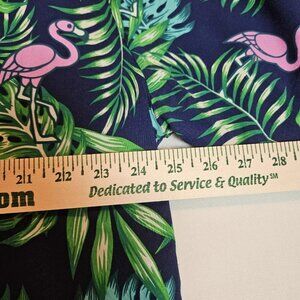 21 22 23 24 25 26 27 28
om Dedicated to Service & Quality℠